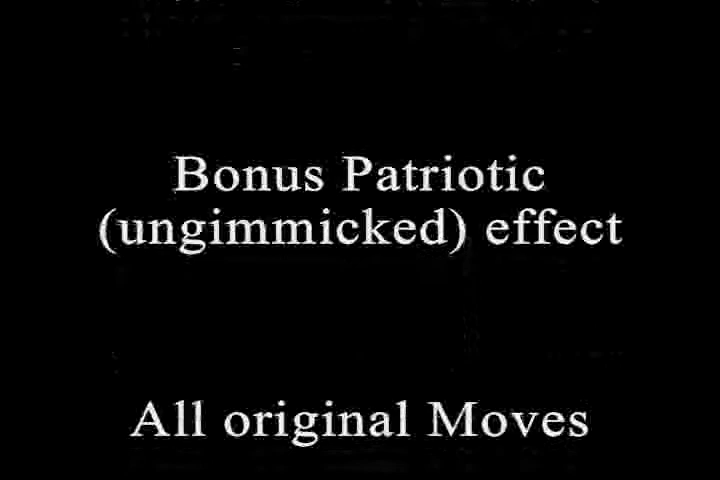 Bonus Patriotic
(ungimmicked) effect
All original Moves